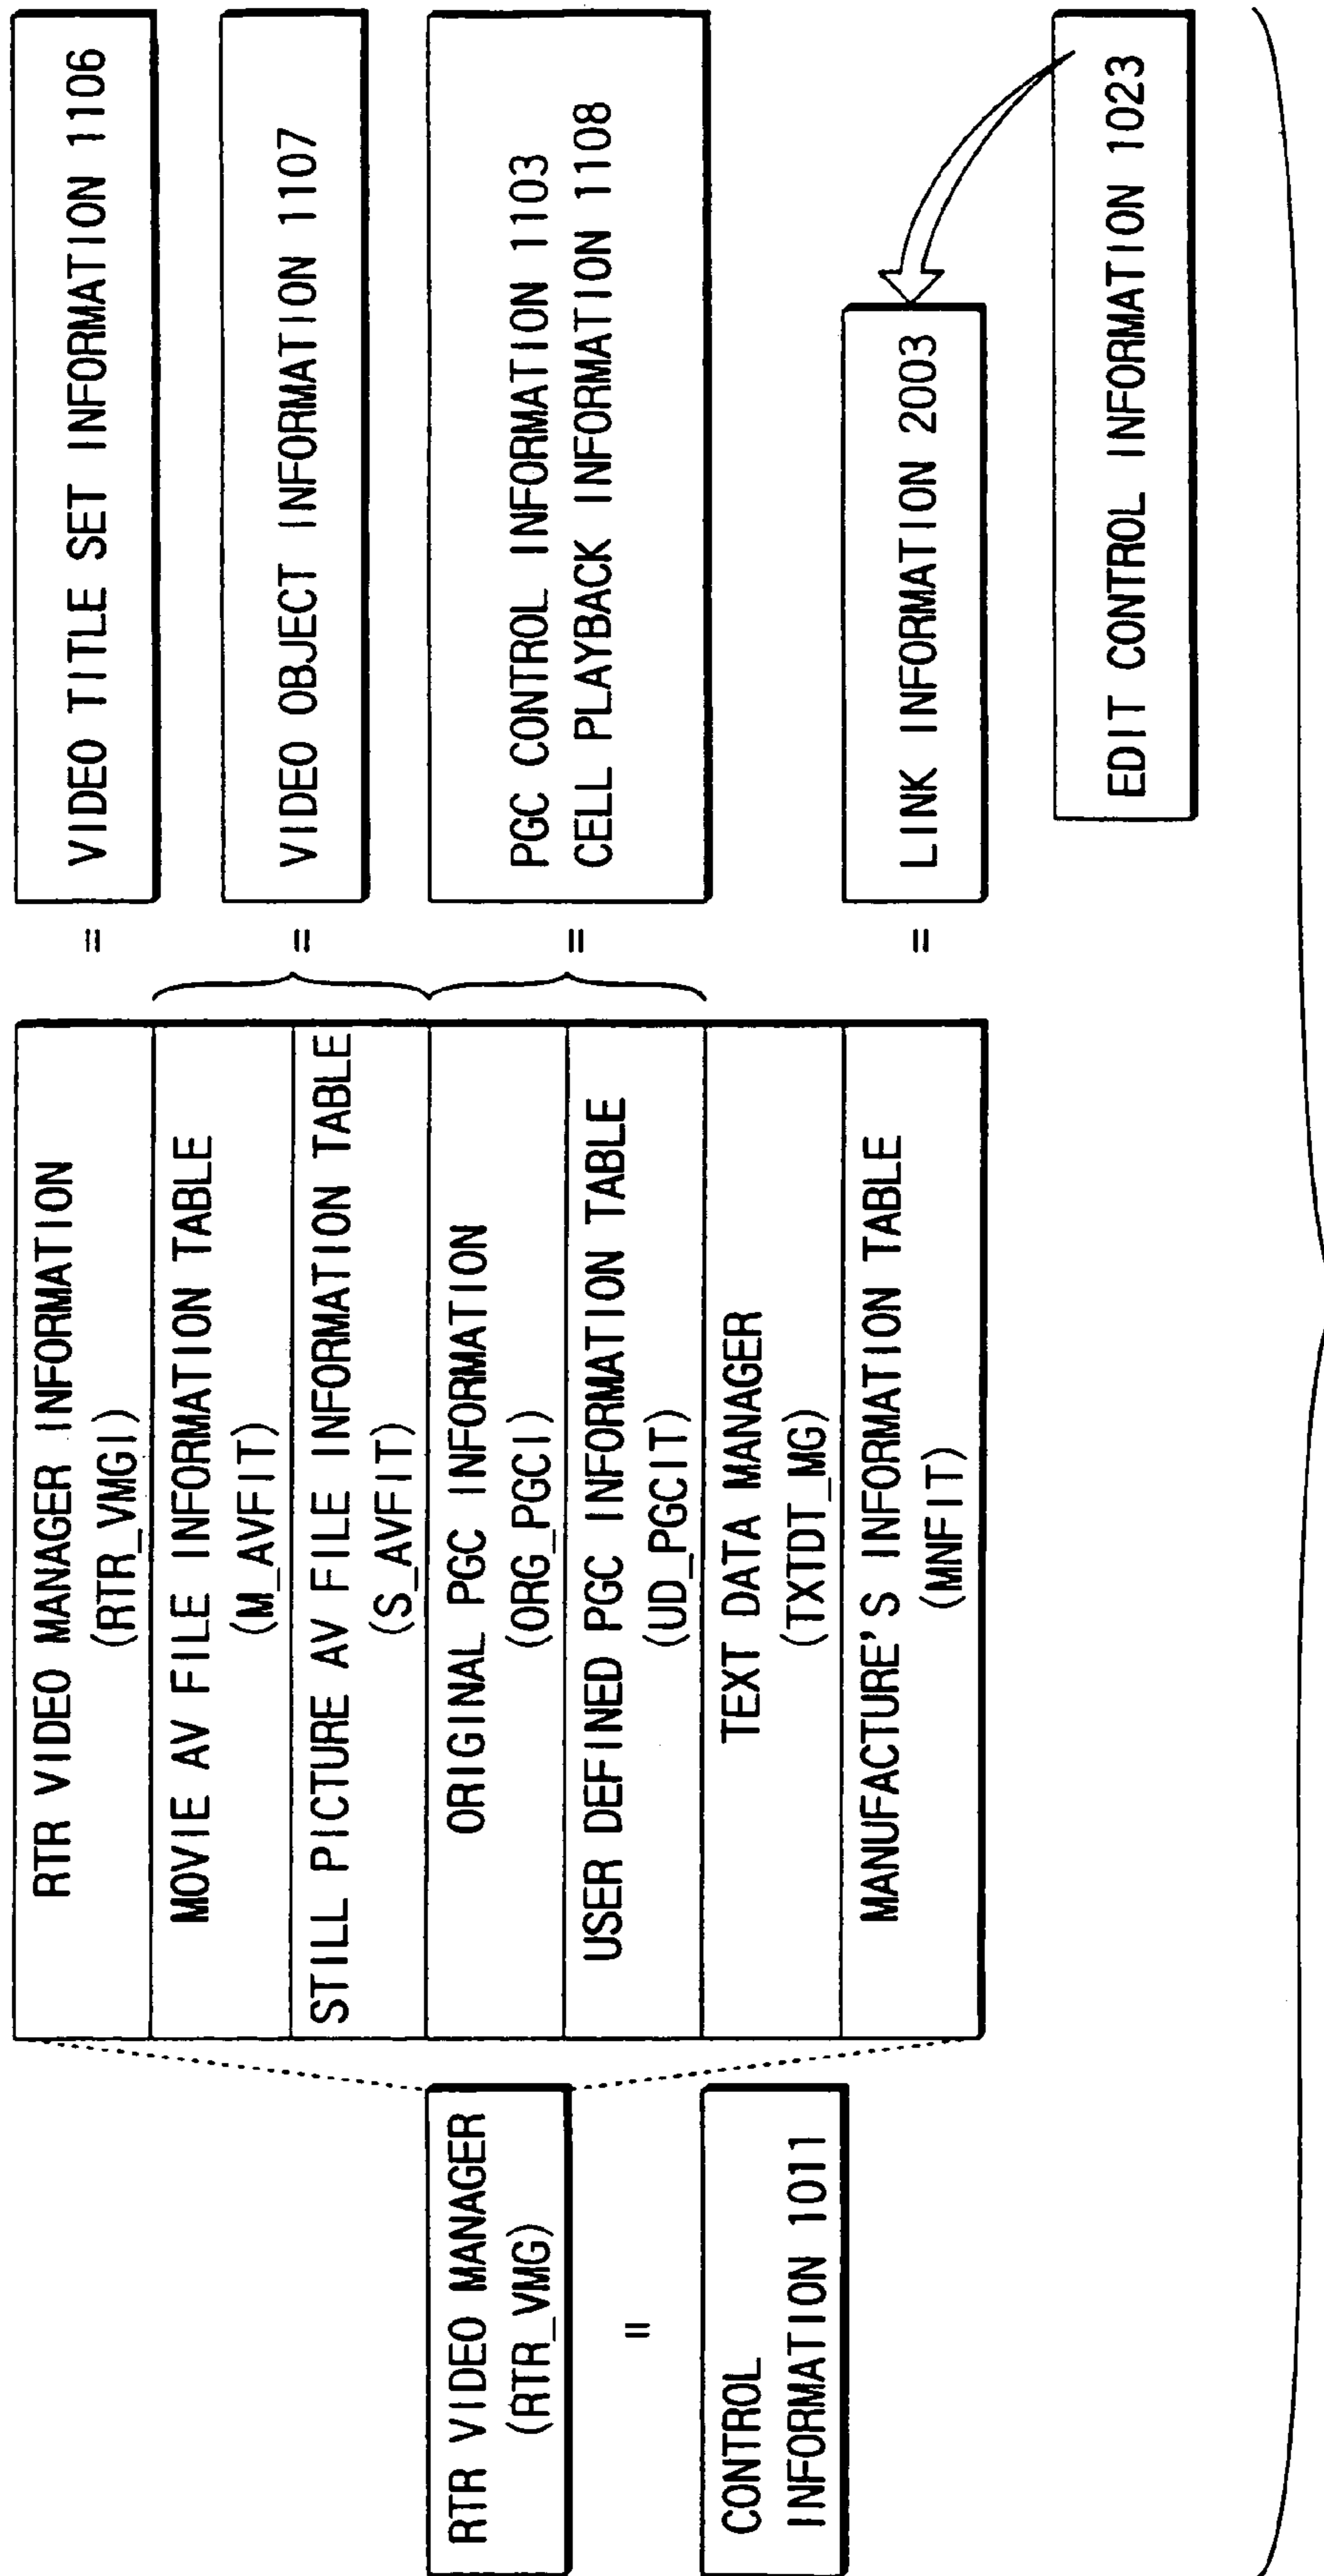 RTR VIDEO MANAGER
(RTR_VMG)
=
CONTROL
INFORMATION 1011
RTR VIDEO MANAGER INFORMATION
(RTR_VMGI)
MOVIE AV FILE INFORMATION TABLE
(M_AVFIT)
STILL PICTURE AV FILE INFORMATION TABLE
(S_AVFIT)
ORIGINAL PGC INFORMATION
(ORG_PGCI)
USER DEFINED PGC INFORMATION TABLE
(UD_PGCIT)
TEXT DATA MANAGER
(TXTDT_MG)
MANUFACTURE'S INFORMATION TABLE
(MNFIT)
=
VIDEO TITLE SET INFORMATION 1106
=
VIDEO OBJECT INFORMATION 1107
=
PGC CONTROL INFORMATION 1103
CELL PLAYBACK INFORMATION 1108
=
LINK INFORMATION 2003
EDIT CONTROL INFORMATION 1023